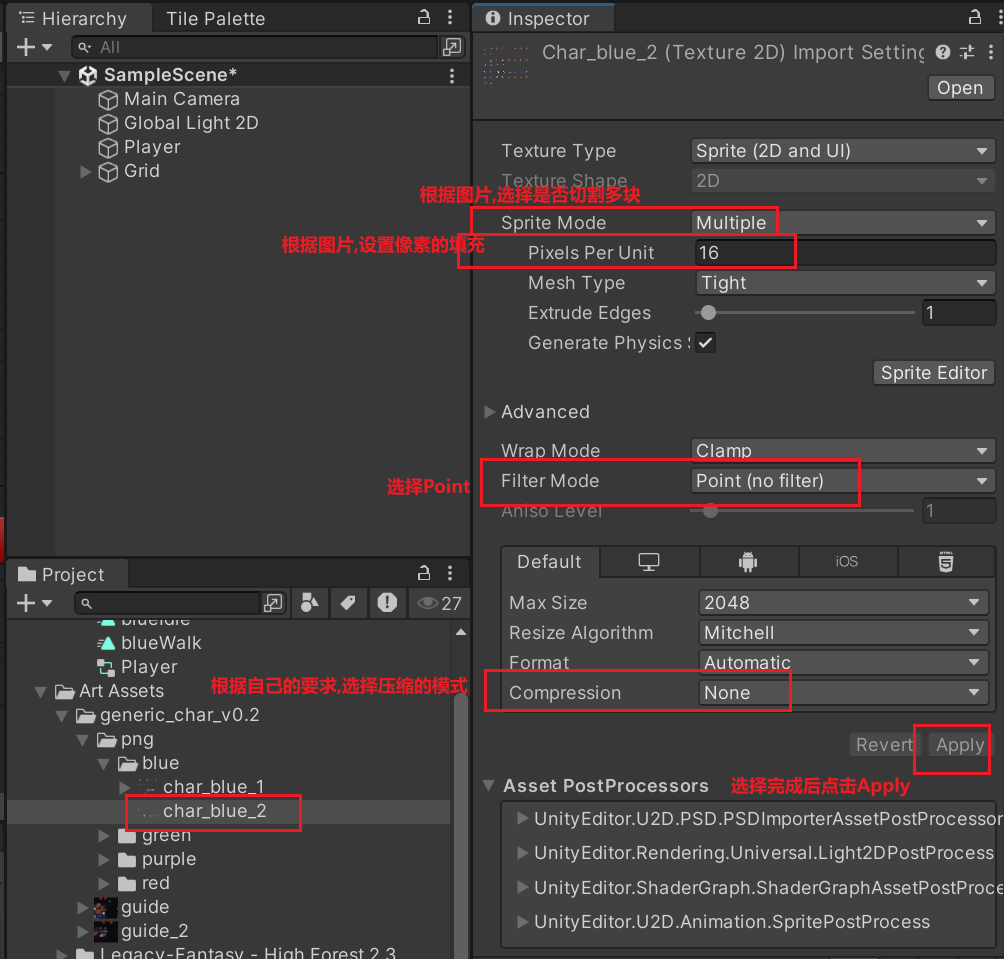 Hierarchy
Tile Palette
All
SampleScene*
Main Camera
Global Light 2D
Player
Grid
Inspector
Char_blue_2 (Texture 2D) Import Setting
Open
Texture Type
Sprite (2D and UI)
Texture Shape
2D
根据图片,选择是否切割多块
Sprite Mode
Multiple
根据图片,设置像素的填充
Pixels Per Unit
16
Mesh Type
Tight
Extrude Edges
1
Generate Physics
Sprite Editor
Advanced
Wrap Mode
Clamp
选择Point
Filter Mode
Point (no filter)
Aniso Level
1
Default
iOS
Max Size
2048
Resize Algorithm
Mitchell
Format
Automatic
根据自己的要求,选择压缩的模式
Compression
None
Revert
Apply
Asset PostProcessors
选择完成后点击Apply
UnityEditor.U2D.PSD.PSDImporterAssetPostProcessor
UnityEditor.Rendering.Universal.Light2DPostProcess
UnityEditor.ShaderGraph.ShaderGraphAssetPostProce
UnityEditor.U2D.Animation.SpritePostProcess
Project
27
blueIdle
blueWalk
Player
Art Assets
generic_char_v0.2
png
blue
char_blue_1
char_blue_2
green
purple
red
guide
guide_2
Legacy-Fantasy - High Forest 2.3